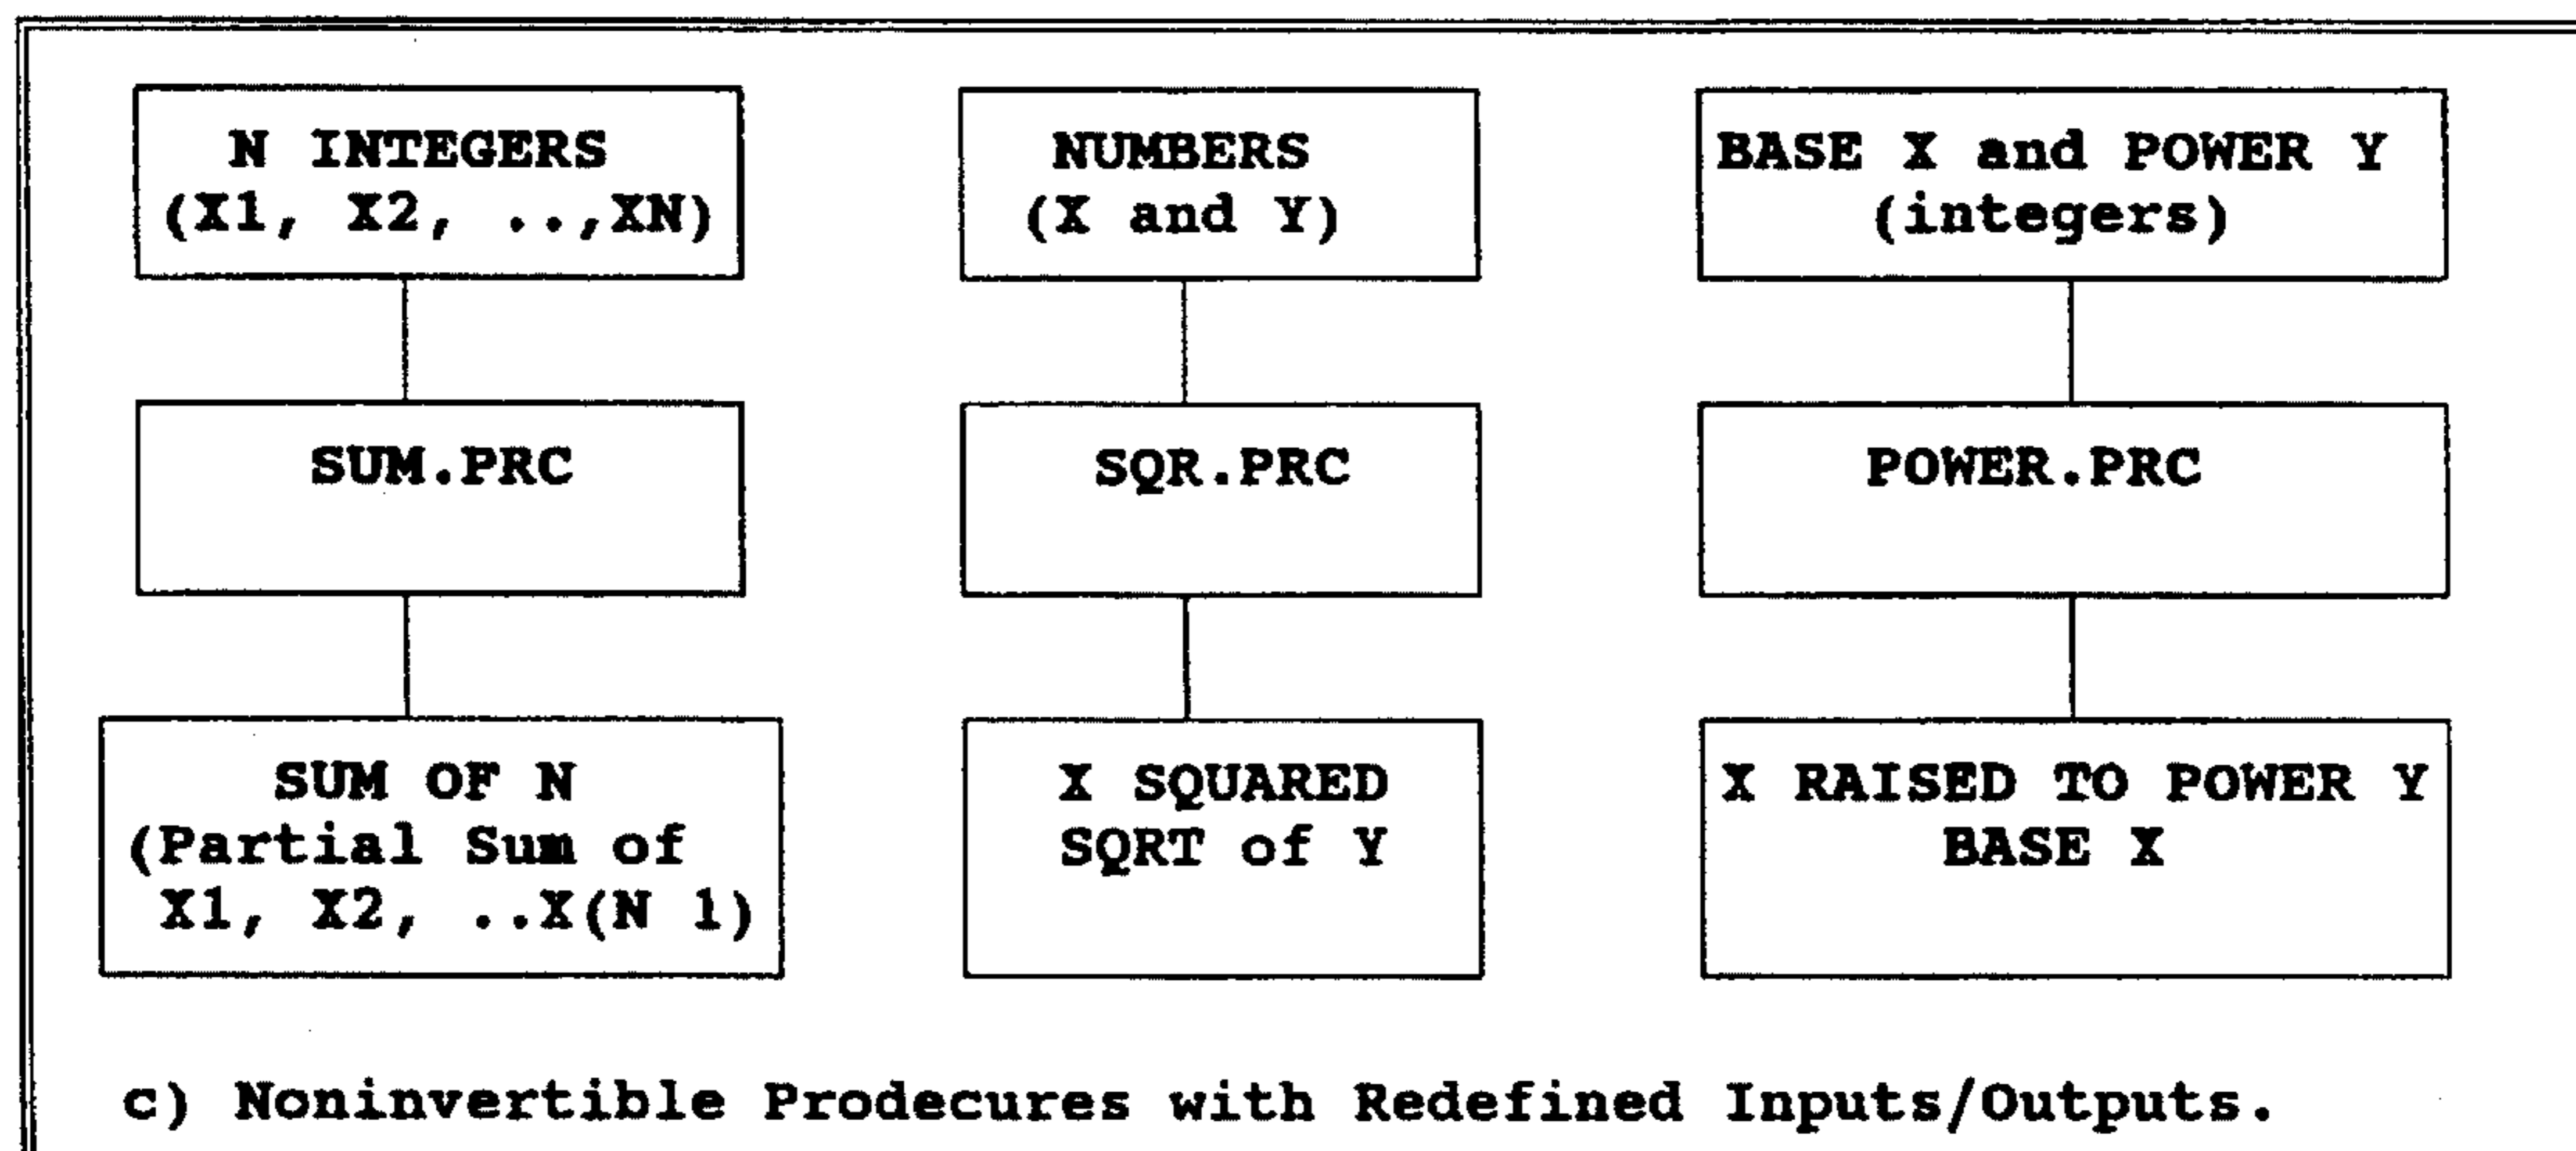 N INTEGERS
(X1, X2, ..,XN)
NUMBERS
(X and Y)
BASE X and POWER Y
(integers)
SUM.PRC
SQR.PRC
POWER.PRC
SUM OF N
(Partial Sum of
X1, X2, ..X(N 1)
X SQUARED
SQRT of Y
X RAISED TO POWER Y
BASE X
c) Noninvertible Prodecures with Redefined Inputs/Outputs.